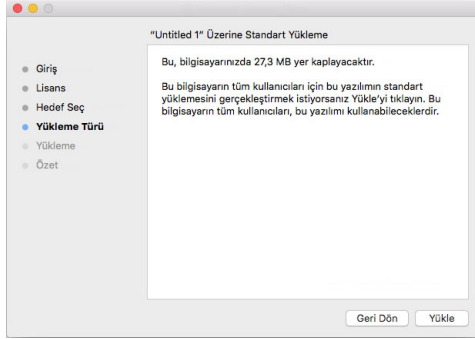 "Untitled 1" Üzerine Standart Yükleme
Giriş
Lisans
Hedef Seç
Yükleme Türü
Yükleme
Özet
Bu, bilgisayarınızda 27,3 MB yer kaplayacaktır.
Bu bilgisayarın tüm kullanıcıları için bu yazılımın standart
yüklemesini gerçekleştirmek istiyorsanız Yükle'yi tıklayın. Bu
bilgisayarın tüm kullanıcıları, bu yazılımı kullanabileceklerdir.
Geri Dön
Yükle